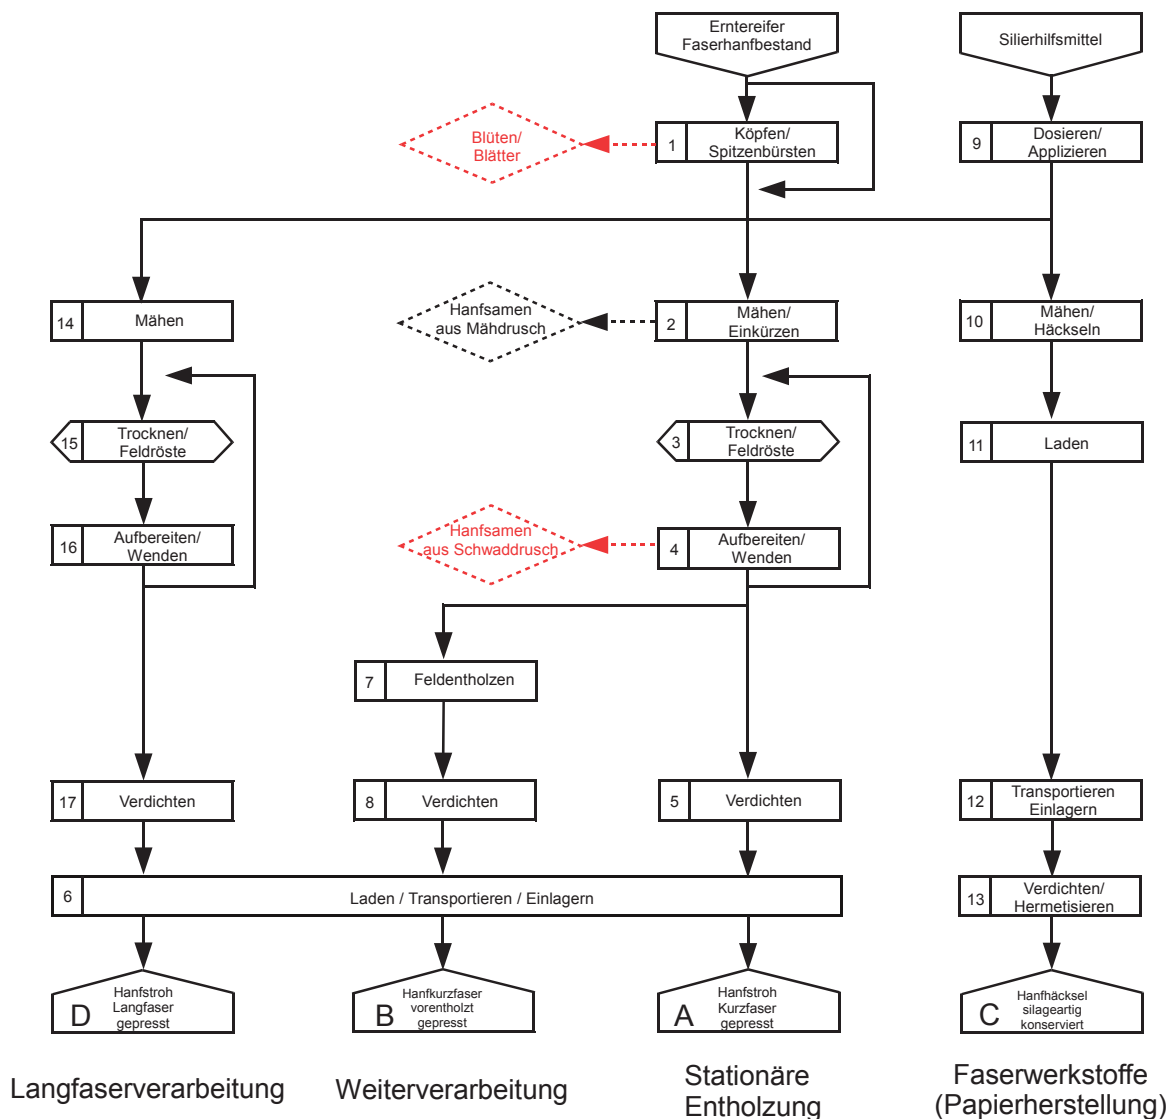 Erntereifer
Faserhanfbestand
Silierhilfsmittel
Blüten/
Blätter
1
Köpfen/
Spitzenbürsten
9
Dosieren/
Applizieren
14
Mähen
Hanfsamen
aus Mähdrusch
2
Mähen/
Einkürzen
10
Mähen/
Häckseln
15
Trocknen/
Feldröste
3
Trocknen/
Feldröste
11
Laden
16
Aufbereiten/
Wenden
Hanfsamen
aus Schwaddrusch
4
Aufbereiten/
Wenden
7
Feldentholzen
17
Verdichten
8
Verdichten
5
Verdichten
12
Transportieren
Einlagern
6
Laden / Transportieren / Einlagern
13
Verdichten/
Hermetisieren
D
Hanfstroh
Langfaser
gepresst
B
Hanfkurzfaser
vorentholzt
gepresst
A
Hanfstroh
Kurzfaser
gepresst
C
Hanfhäcksel
silageartig
konserviert
Langfaserverarbeitung
Weiterverarbeitung
Stationäre
Entholzung
Faserwerkstoffe
(Papierherstellung)